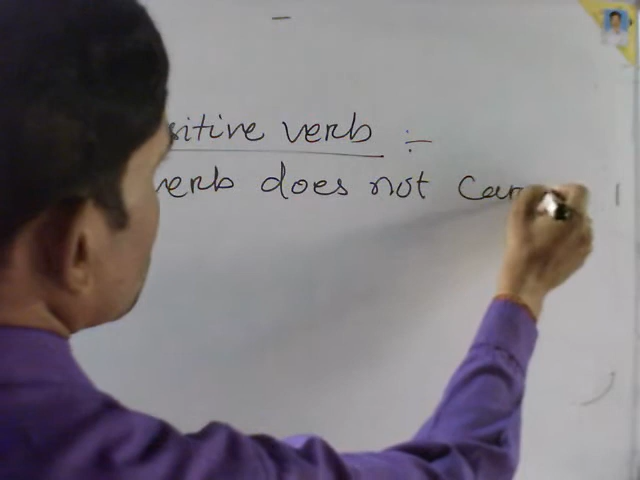 sitive verb :-
verb does not car